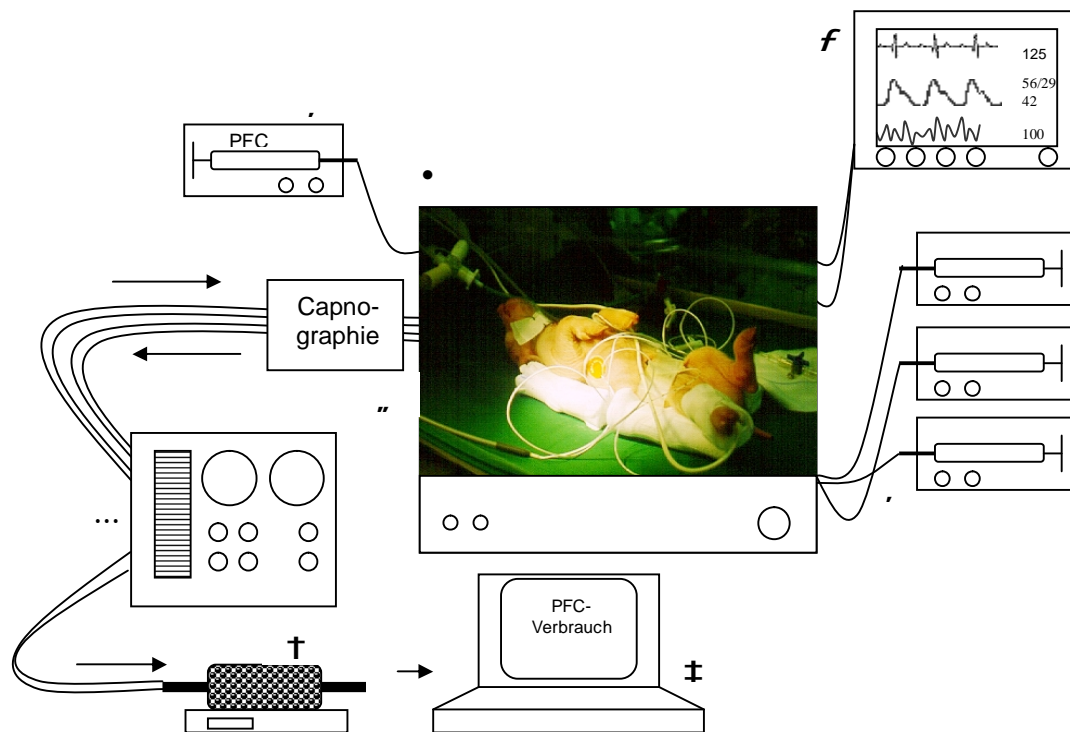 ƒ
125
56/29
42
100
‚
PFC
•
Capno-
graphie
„
…
‚
†
PFC-
Verbrauch
‡